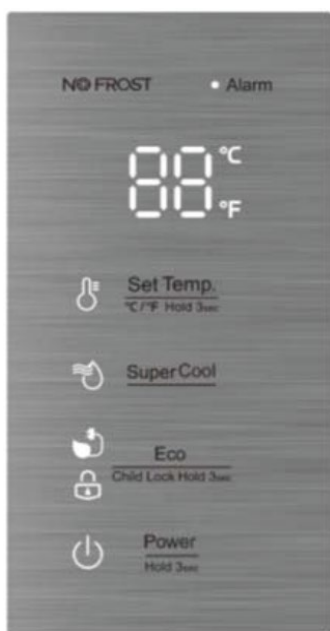 NO FROST
Alarm
88 °C
°F
Set Temp.
°C/°F Hold 3sec
Super Cool
Eco
Child Lock Hold 3sec
Power
Hold 3sec